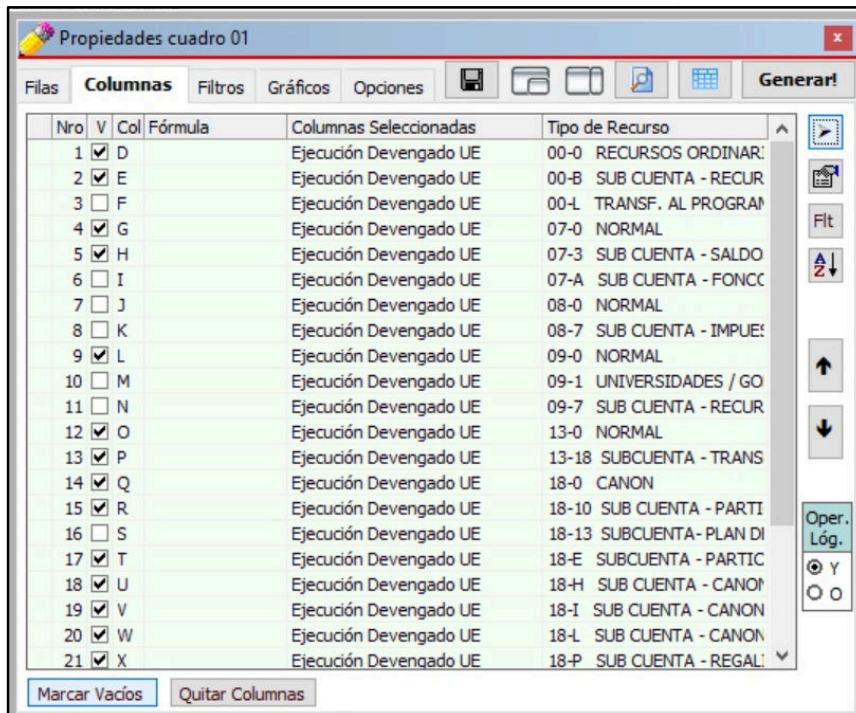 Propiedades cuadro 01
x
Filas Columnas Filtros Gráficos Opciones Generar!
Nro V Col Fórmula Columnas Seleccionadas Tipo de Recurso
1 D Ejecución Devengado UE 00-0 RECURSOS ORDINARI
2 E Ejecución Devengado UE 00-B SUB CUENTA - RECUR
3 F Ejecución Devengado UE 00-L TRANSF. AL PROGRAM
4 G Ejecución Devengado UE 07-0 NORMAL
5 H Ejecución Devengado UE 07-3 SUB CUENTA - SALDO
6 I Ejecución Devengado UE 07-A SUB CUENTA - FONCO
7 J Ejecución Devengado UE 08-0 NORMAL
8 K Ejecución Devengado UE 08-7 SUB CUENTA - IMPUES
9 L Ejecución Devengado UE 09-0 NORMAL
10 M Ejecución Devengado UE 09-1 UNIVERSIDADES / GO
11 N Ejecución Devengado UE 09-7 SUB CUENTA - RECUR
12 O Ejecución Devengado UE 13-0 NORMAL
13 P Ejecución Devengado UE 13-18 SUBCUENTA - TRANS
14 Q Ejecución Devengado UE 18-0 CANON
15 R Ejecución Devengado UE 18-10 SUB CUENTA - PARTI
16 S Ejecución Devengado UE 18-13 SUBCUENTA- PLAN D
17 T Ejecución Devengado UE 18-E SUBCUENTA - PARTIC
18 U Ejecución Devengado UE 18-H SUB CUENTA - CANON
19 V Ejecución Devengado UE 18-I SUB CUENTA - CANON
20 W Ejecución Devengado UE 18-L SUB CUENTA - CANON
21 X Ejecución Devengado UE 18-P SUB CUENTA - REGALI
Flt
A
Z
Oper.
Lóg.
Y
O
Marcar Vacíos Quitar Columnas